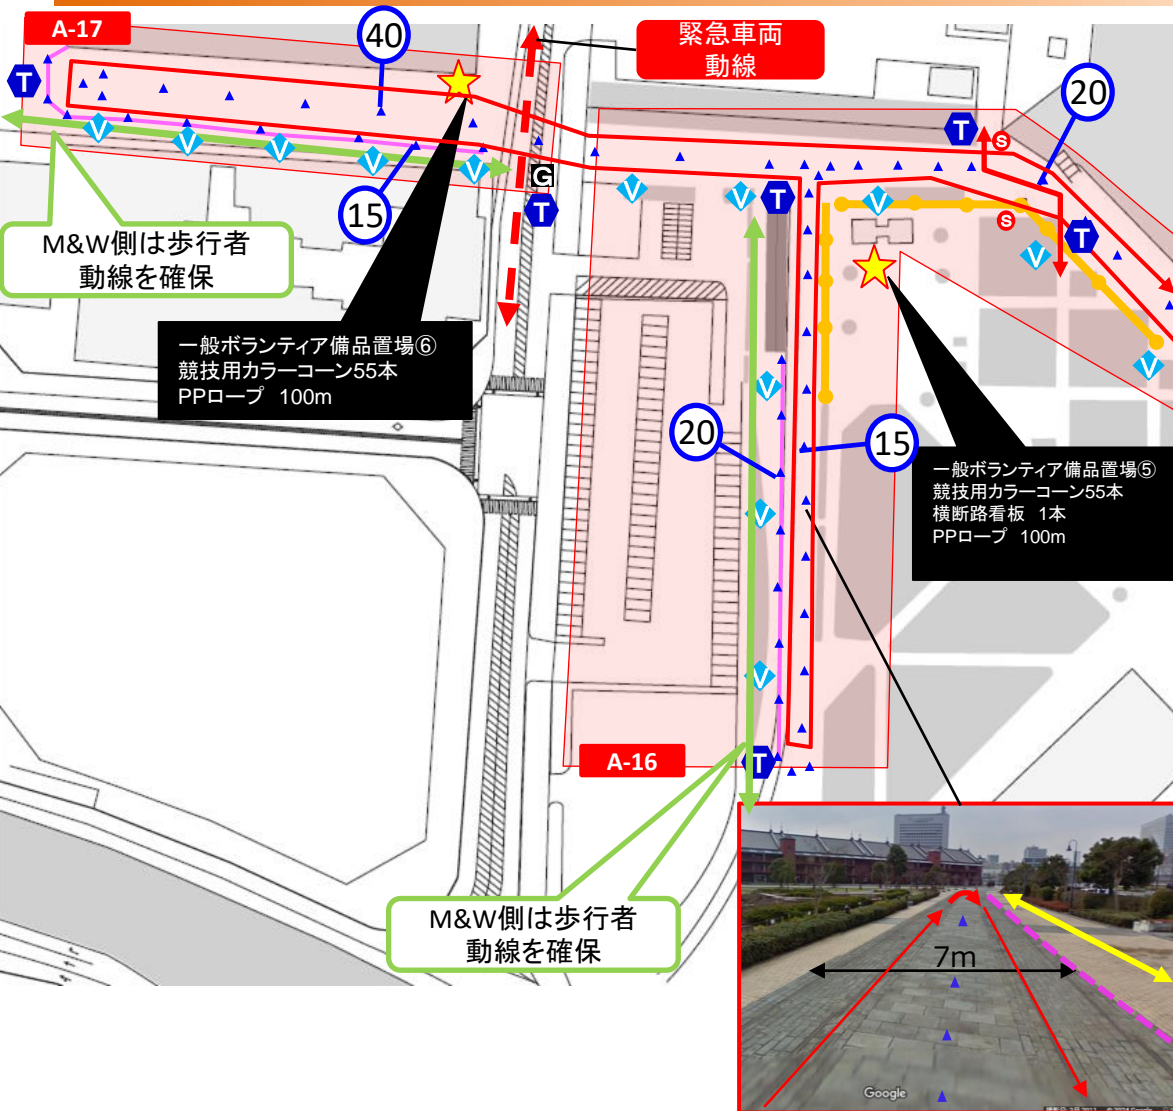 A-17
40
緊急車両
動線
20
T
T
S
V
V
V
V
V
G
T
15
V
V
T
V
S
T
V
M&W側は歩行者
動線を確保
一般ボランティア備品置場⑥
競技用カラーコーン55本
PPロープ 100m
V
V
20
15
一般ボランティア備品置場⑤
競技用カラーコーン55本
横断路看板 1本
PPロープ 100m
V
V
A-16
T
M&W側は歩行者
動線を確保
7m
Google